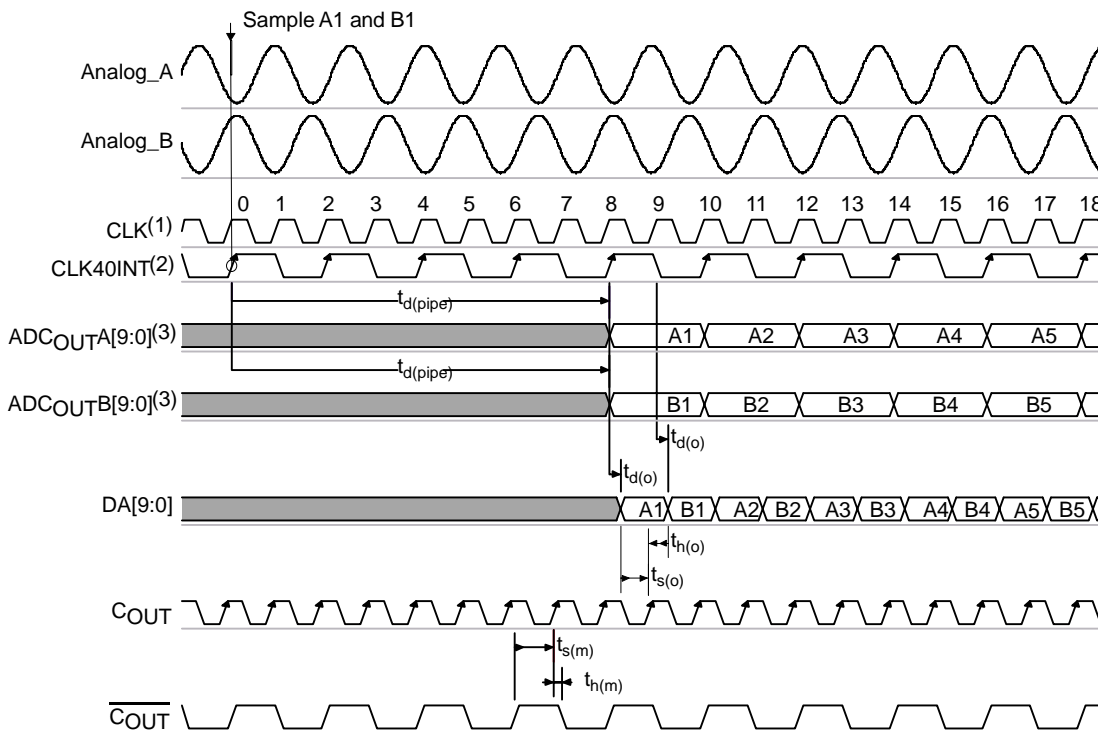 Sample A1 and B1
Analog_A
Analog_B
0 1 2 3 4 5 6 7 8 9 10 11 12 13 14 15 16 17 18
CLK(1)
CLK40INT(2)
td(pipe)
ADCOUTA[9:0](3)
A1 A2 A3 A4 A5
td(pipe)
ADCOUTB[9:0](3)
B1 B2 B3 B4 B5
td(o)
td(o)
DA[9:0]
A1 B1 A2 B2 A3 B3 A4 B4 A5 B5
th(o)
ts(o)
COUT
ts(m)
th(m)
COUT